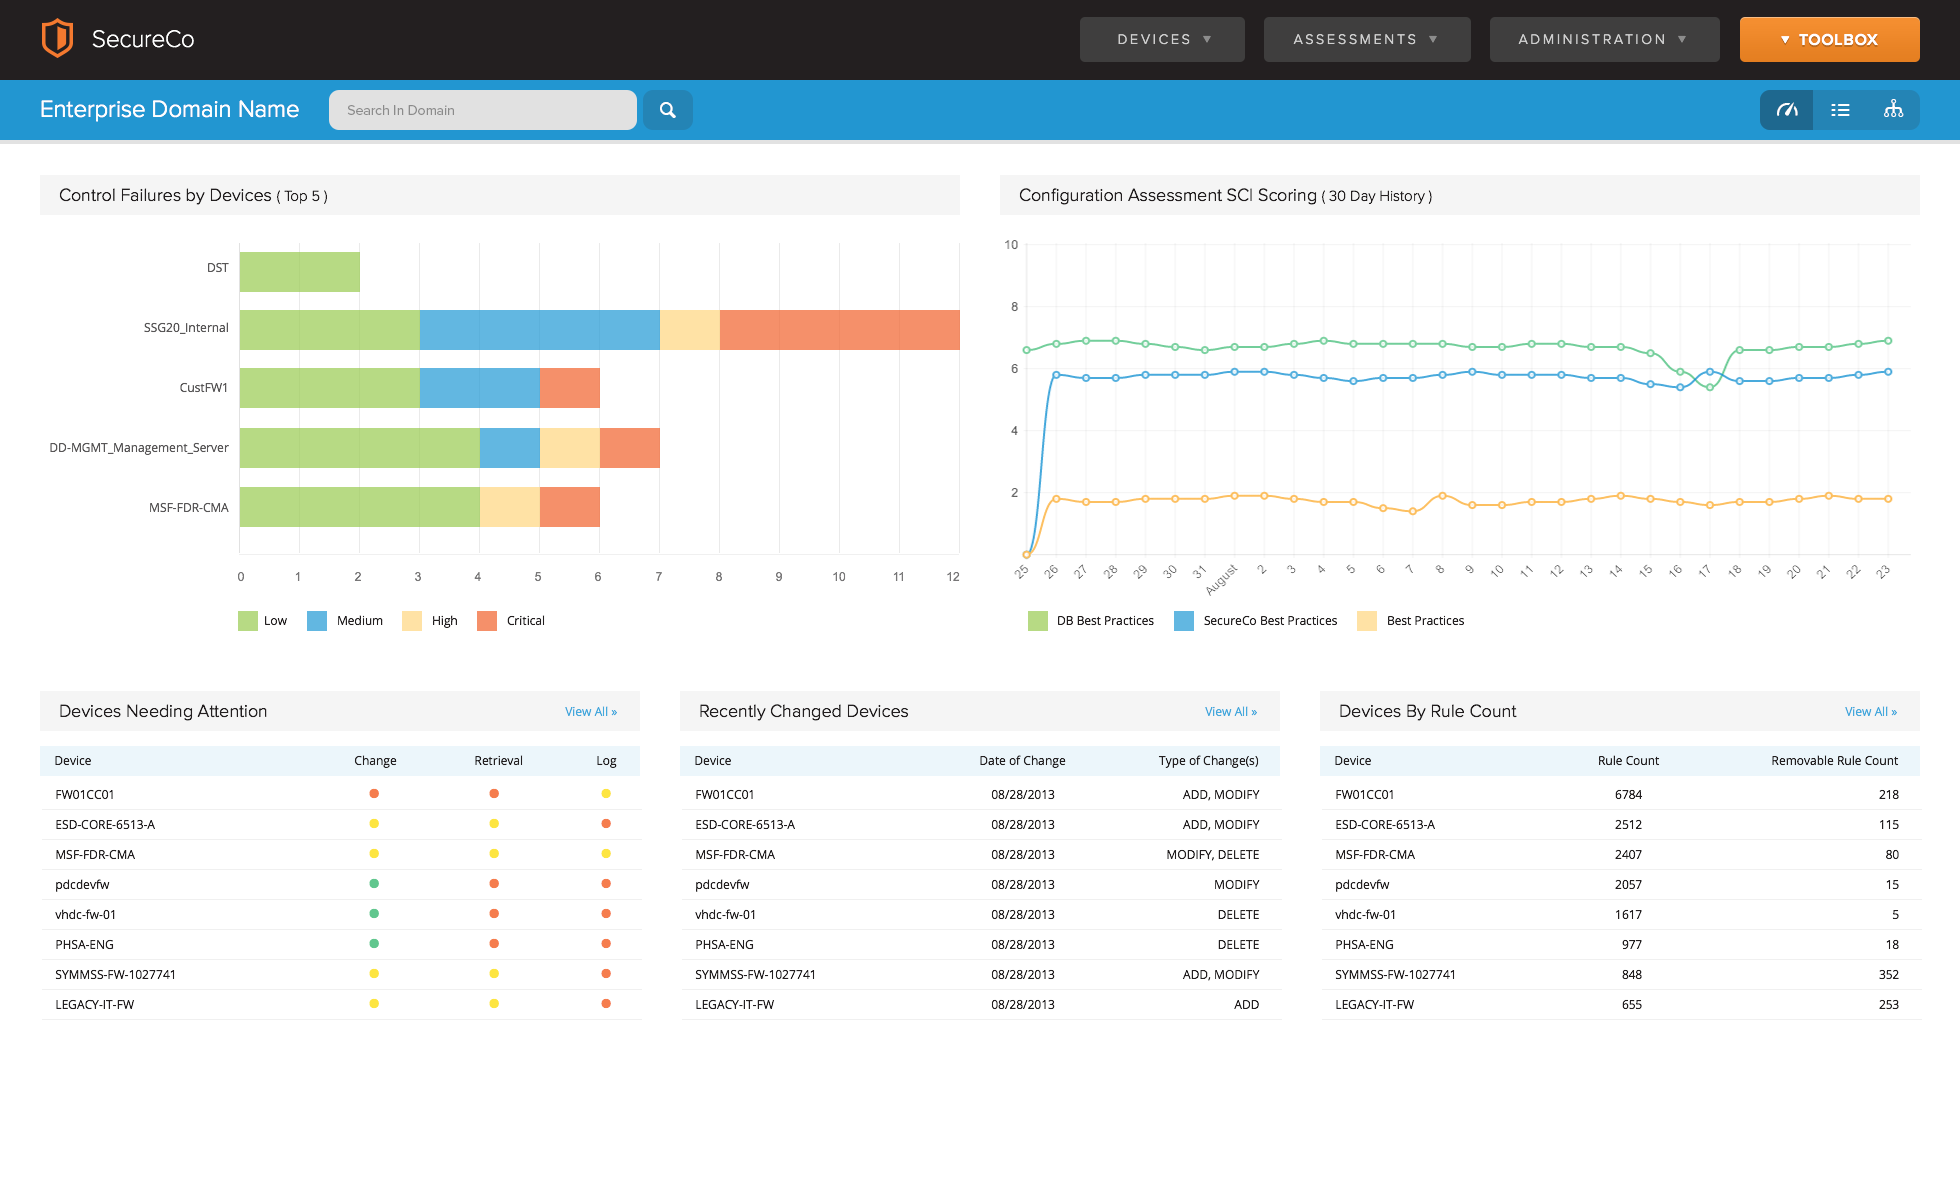 SecureCo
DEVICES ▼
ASSESSMENTS ▼
ADMINISTRATION ▼
▼ TOOLBOX
Enterprise Domain Name
Search In Domain
Control Failures by Devices ( Top 5 )
DST
SSG20_Internal
CustFW1
DD-MGMT_Management_Server
MSF-FDR-CMA
0 1 2 3 4 5 6 7 8 9 10 11 12
Low Medium High Critical
Configuration Assessment SCI Scoring ( 30 Day History )
10
8
6
4
2
25 26 27 28 29 30 31 August 2 3 4 5 6 7 8 9 10 11 12 13 14 15 16 17 18 19 20 21 22 23
DB Best Practices SecureCo Best Practices Best Practices
Devices Needing Attention View All »
Device Change Retrieval Log
FW01CC01
ESD-CORE-6513-A
MSF-FDR-CMA
pdcdevfw
vhdc-fw-01
PHSA-ENG
SYMMSS-FW-1027741
LEGACY-IT-FW
Recently Changed Devices View All »
Device Date of Change Type of Change(s)
FW01CC01 08/28/2013 ADD, MODIFY
ESD-CORE-6513-A 08/28/2013 ADD, MODIFY
MSF-FDR-CMA 08/28/2013 MODIFY, DELETE
pdcdevfw 08/28/2013 MODIFY
vhdc-fw-01 08/28/2013 DELETE
PHSA-ENG 08/28/2013 DELETE
SYMMSS-FW-1027741 08/28/2013 ADD, MODIFY
LEGACY-IT-FW 08/28/2013 ADD
Devices By Rule Count View All »
Device Rule Count Removable Rule Count
FW01CC01 6784 218
ESD-CORE-6513-A 2512 115
MSF-FDR-CMA 2407 80
pdcdevfw 2057 15
vhdc-fw-01 1617 5
PHSA-ENG 977 18
SYMMSS-FW-1027741 848 352
LEGACY-IT-FW 655 253